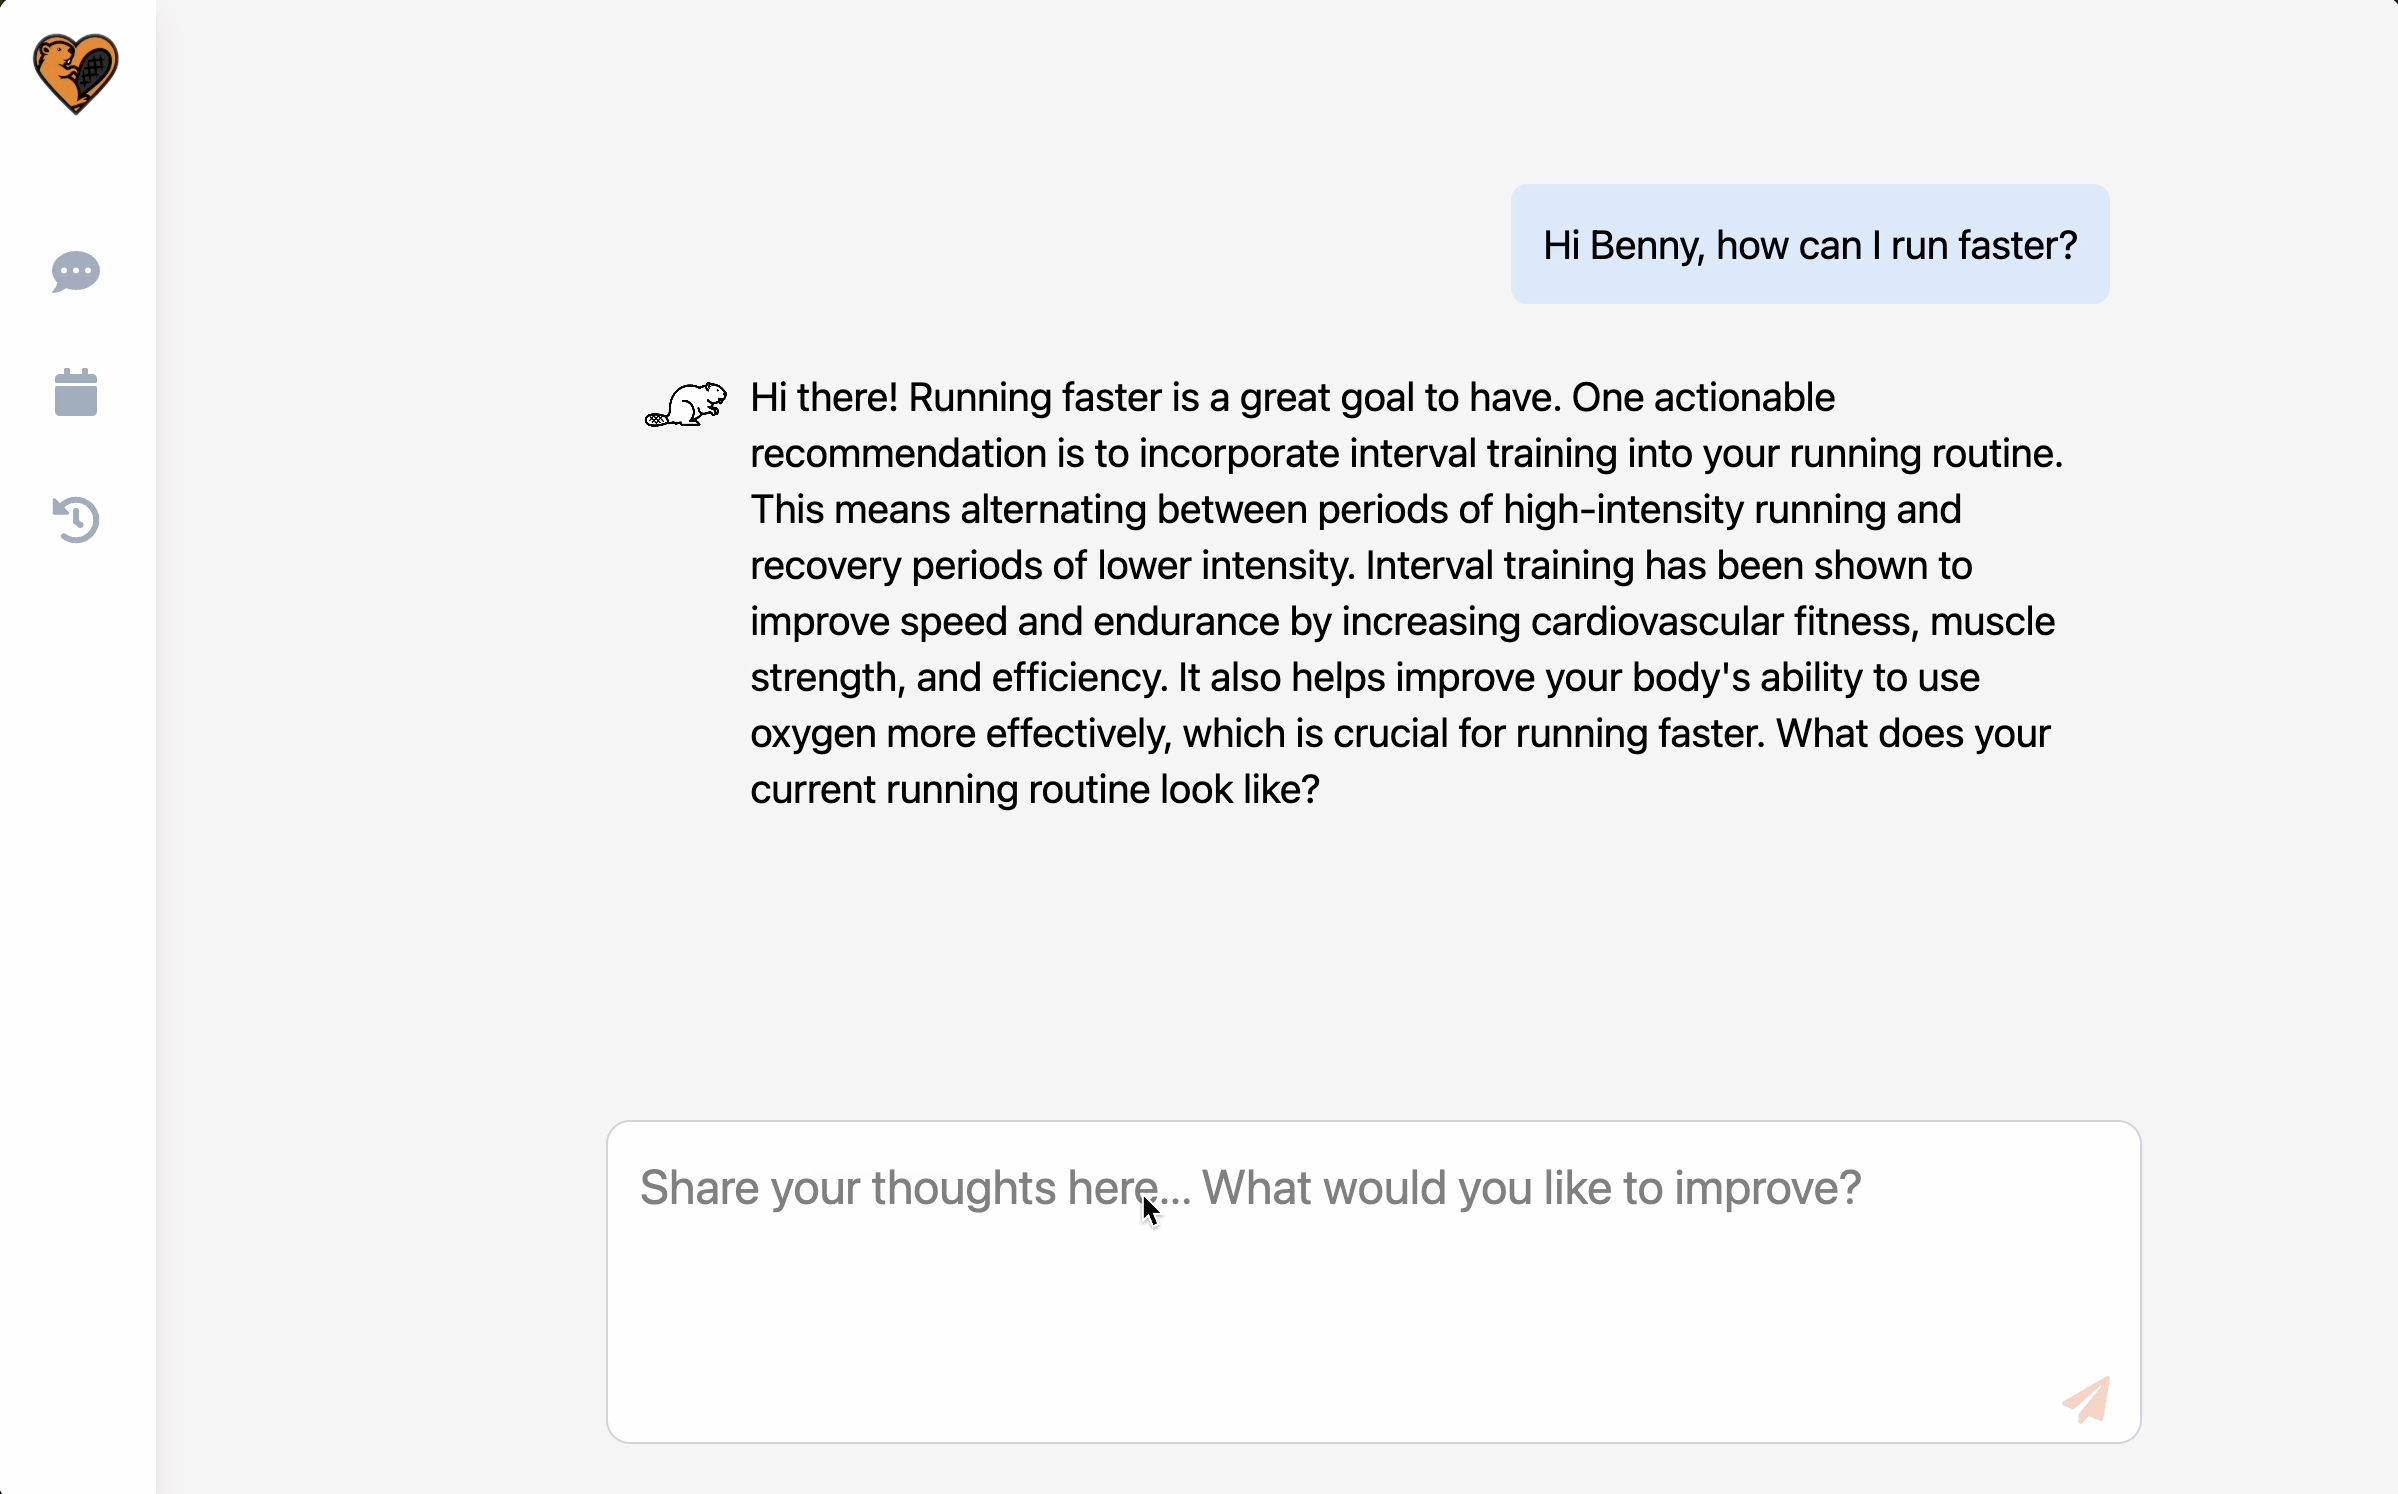 Hi Benny, how can I run faster?
Hi there! Running faster is a great goal to have. One actionable
recommendation is to incorporate interval training into your running routine.
This means alternating between periods of high-intensity running and
recovery periods of lower intensity. Interval training has been shown to
improve speed and endurance by increasing cardiovascular fitness, muscle
strength, and efficiency. It also helps improve your body's ability to use
oxygen more effectively, which is crucial for running faster. What does your
current running routine look like?
Share your thoughts here... What would you like to improve?